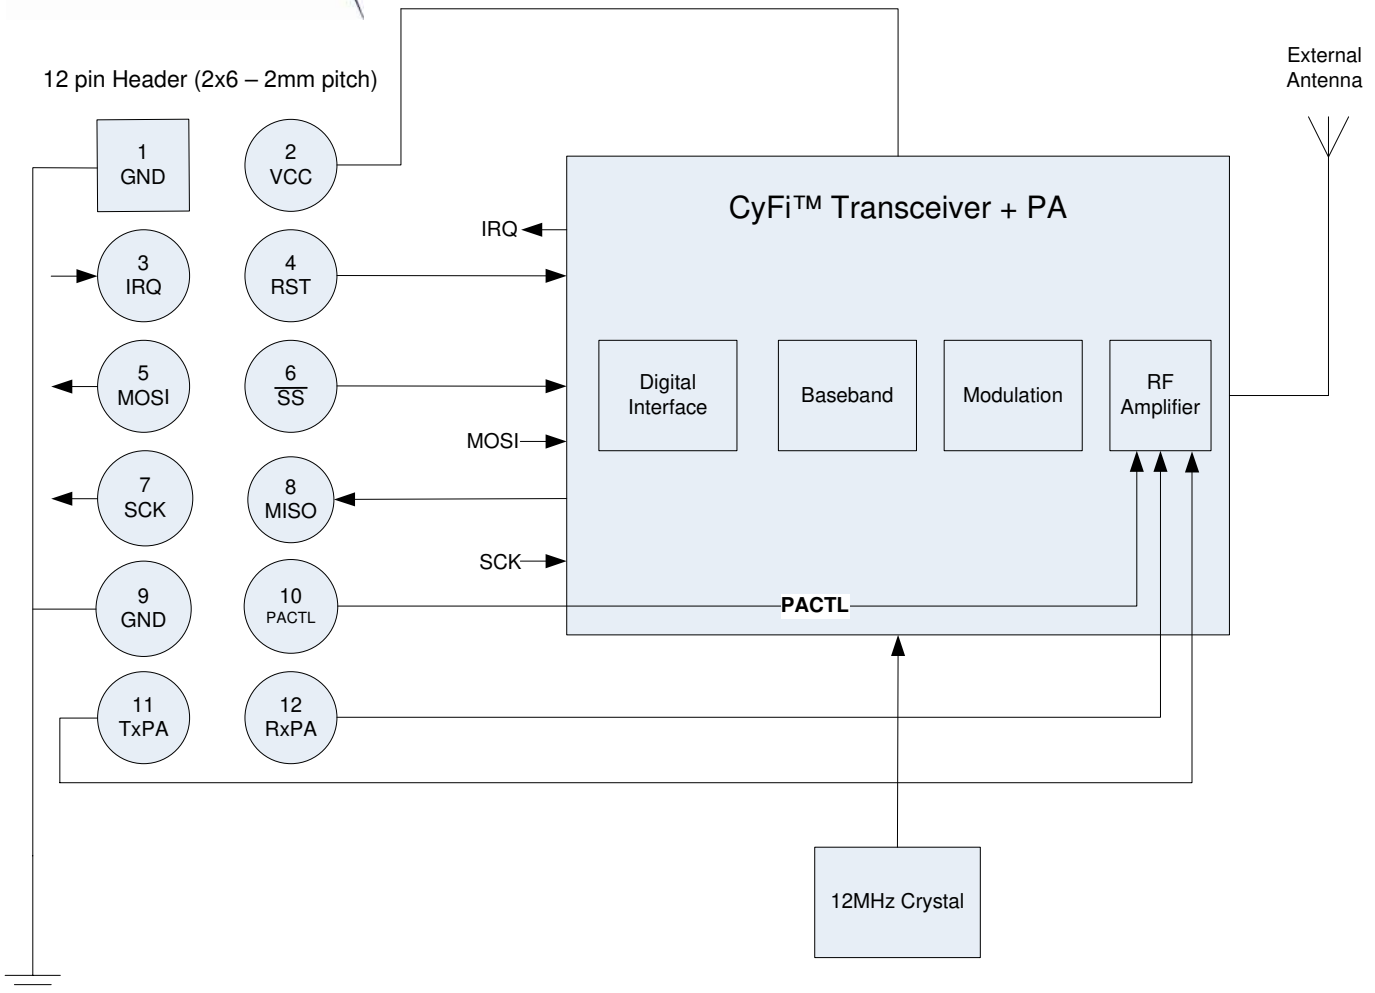 External
Antenna
12 pin Header (2x6 – 2mm pitch)
1
GND
2
VCC
CyFi™ Transceiver + PA
IRQ
3
IRQ
4
RST
5
MOSI
6
SS
Digital
Interface
Baseband
Modulation
RF
Amplifier
MOSI
7
SCK
8
MISO
SCK
9
GND
10
PACTL
PACTL
11
TxPA
12
RxPA
12MHz Crystal